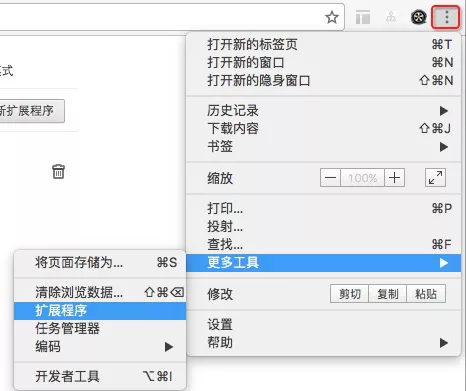 打开新的标签页 ⌘T
打开新的窗口 ⌘N
打开新的隐身窗口 ⇧⌘N
式
新扩展程序
历史记录 ▶
下载内容 ⇧⌘J
书签 ▶
缩放 − 100% +
打印... ⌘P
投射...
查找... ⌘F
更多工具 ▶
修改 剪切 复制 粘贴
设置
帮助 ▶
将页面存储为... ⌘S
清除浏览数据... ⇧⌘⌫
扩展程序
任务管理器
编码 ▶
开发者工具 ⌥⌘I